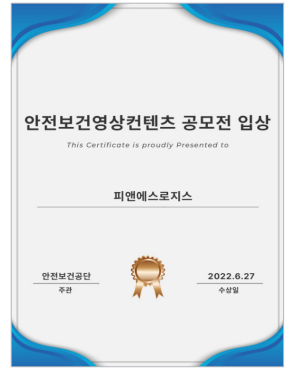 안전보건영상컨텐츠 공모전 입상
This Certificate is proudly Presented to
피앤에스로지스
안전보건공단
주관
2022.6.27
수상일